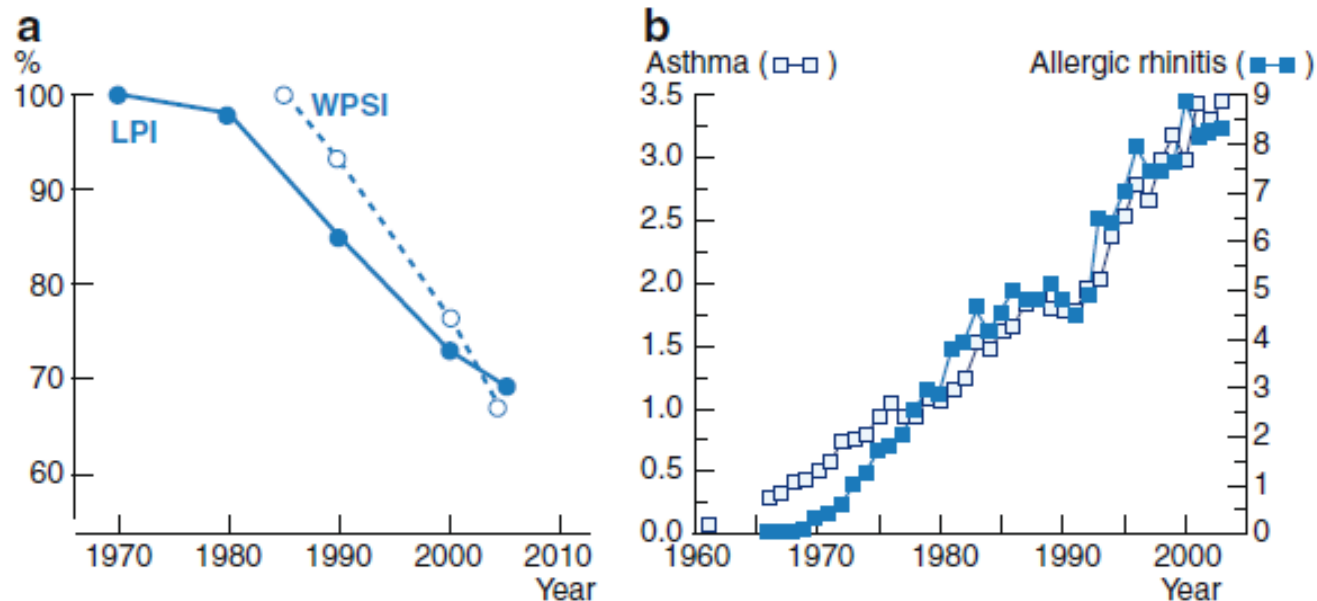 a
%
100
90
80
70
60
LPI
WPSI
1970 1980 1990 2000 2010
Year
b
Asthma ( )
Allergic rhinitis ( )
3.5
3.0
2.5
2.0
1.5
1.0
0.5
0.0
9
8
7
6
5
4
3
2
1
0
1960 1970 1980 1990 2000
Year